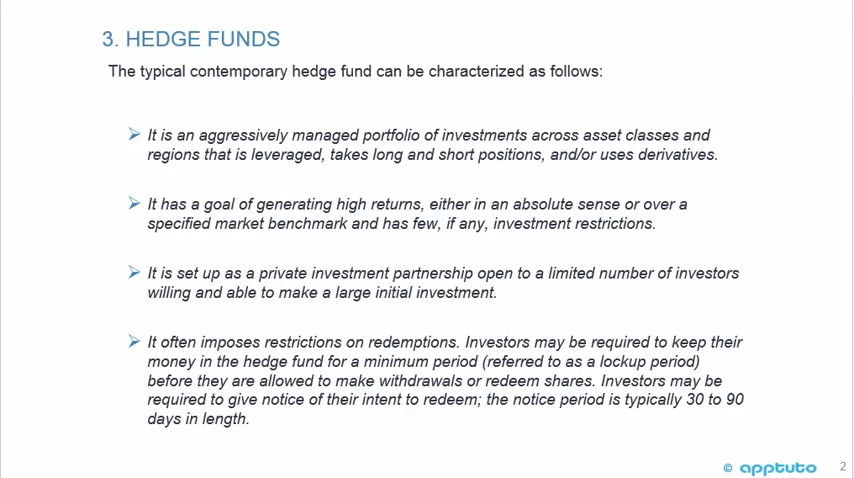 3. HEDGE FUNDS
The typical contemporary hedge fund can be characterized as follows:
It is an aggressively managed portfolio of investments across asset classes and
regions that is leveraged, takes long and short positions, and/or uses derivatives.
It has a goal of generating high returns, either in an absolute sense or over a
specified market benchmark and has few, if any, investment restrictions.
It is set up as a private investment partnership open to a limited number of investors
willing and able to make a large initial investment.
It often imposes restrictions on redemptions. Investors may be required to keep their
money in the hedge fund for a minimum period (referred to as a lockup period)
before they are allowed to make withdrawals or redeem shares. Investors may be
required to give notice of their intent to redeem; the notice period is typically 30 to 90
days in length.
© apptuto 2